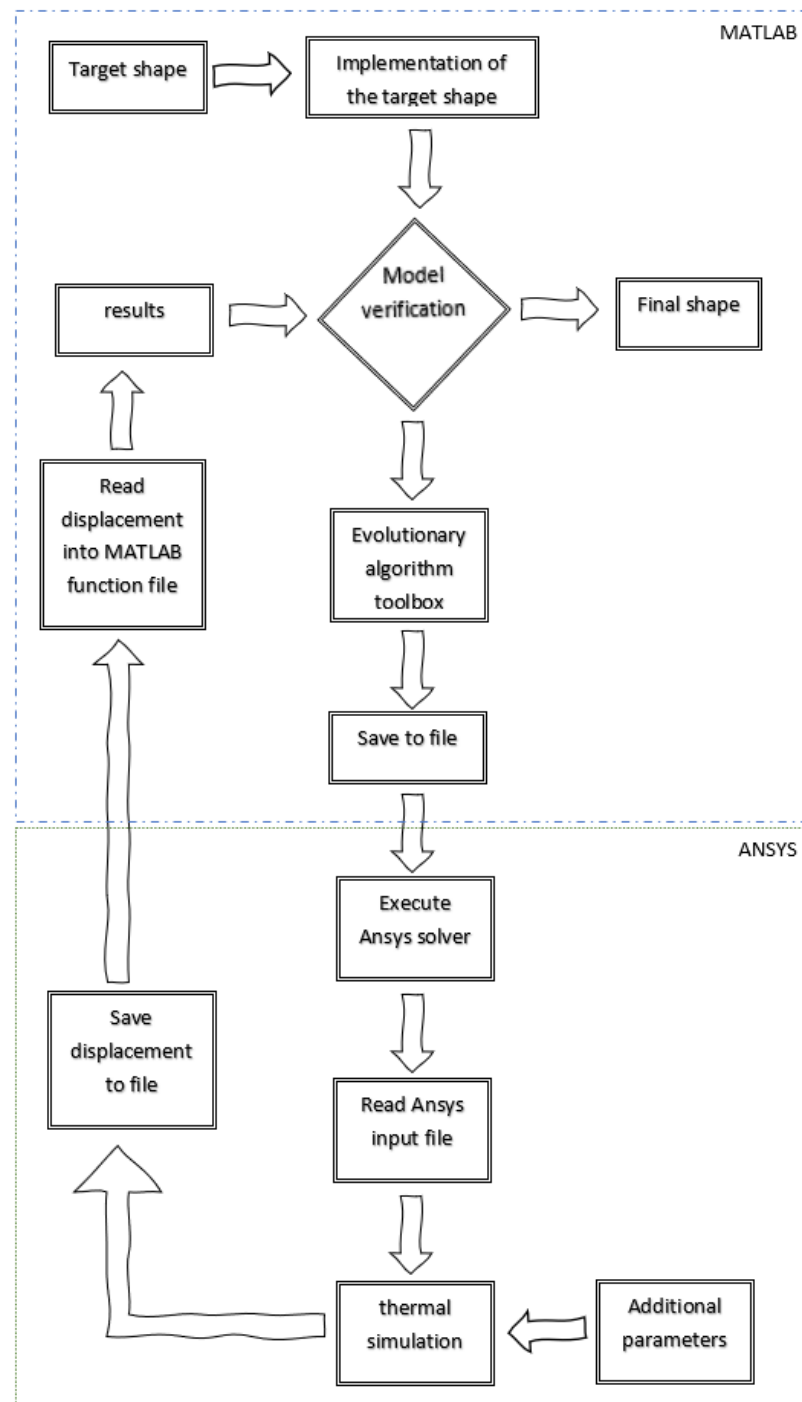 MATLAB
Target shape
Implementation of
the target shape
Model
verification
results
Final shape
Read
displacement
into MATLAB
function file
Evolutionary
algorithm
toolbox
Save to file
ANSYS
Execute
Ansys solver
Save
displacement
to file
Read Ansys
input file
thermal
simulation
Additional
parameters